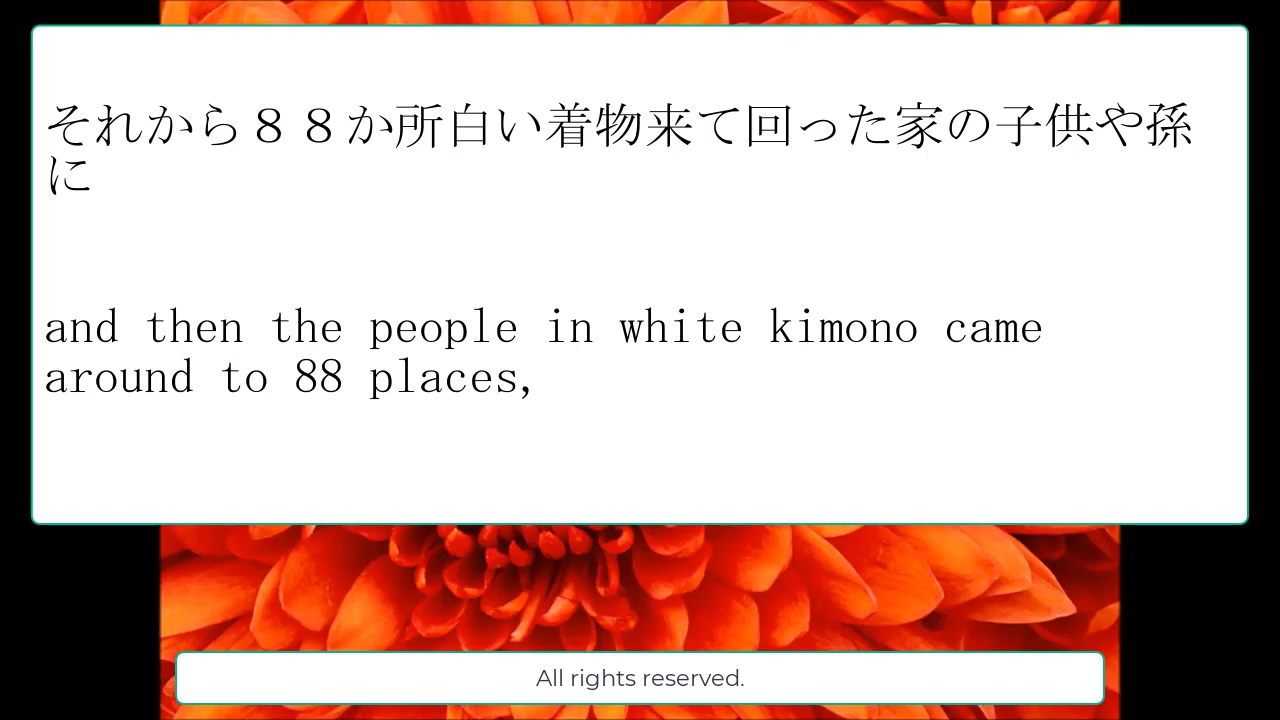 それから８８か所白い着物来て回った家の子供や孫
に
and then the people in white kimono came
around to 88 places,
All rights reserved.